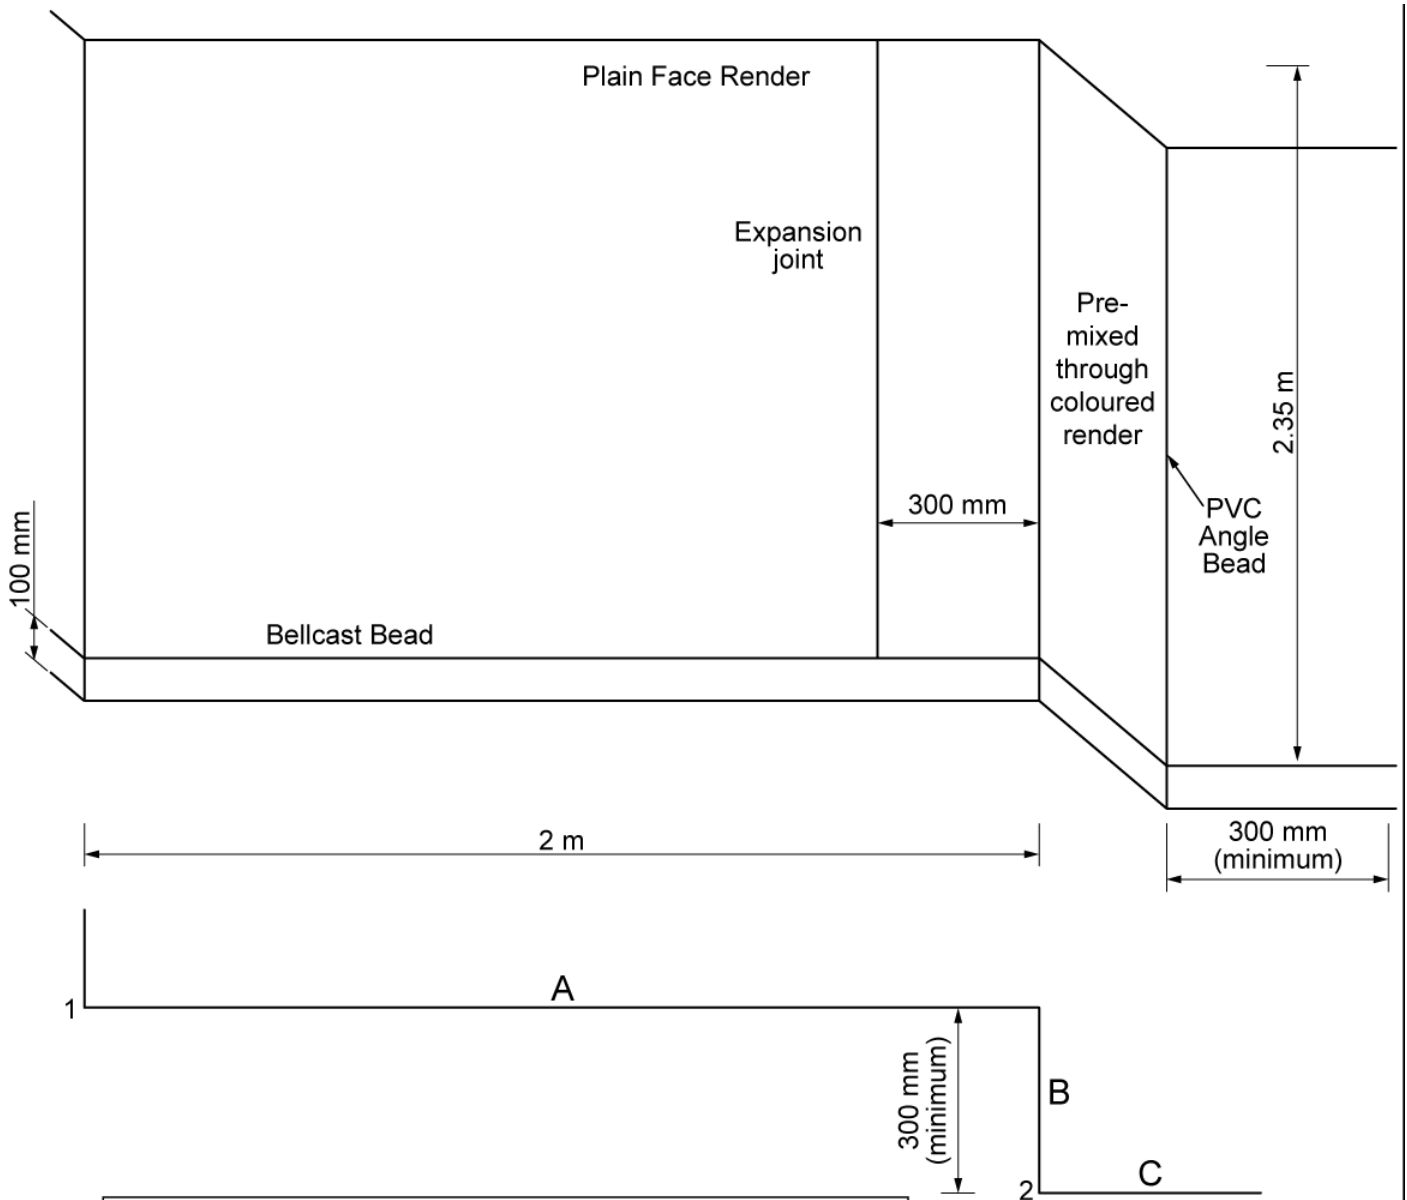 Plain Face Render
Expansion
joint
Pre-
mixed
through
coloured
render
2.35 m
300 mm
PVC
Angle
Bead
100 mm
Bellcast Bead
2 m
300 mm
(minimum)
A
1
300 mm
(minimum)
B
C
2